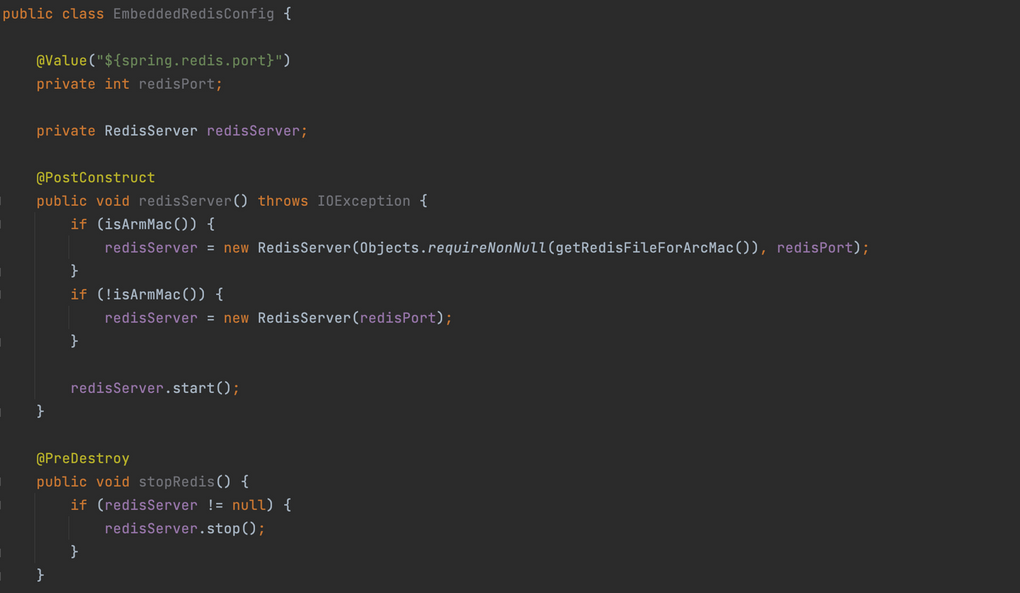 public class EmbeddedRedisConfig {
@Value("${spring.redis.port}")
private int redisPort;
private RedisServer redisServer;
@PostConstruct
public void redisServer() throws IOException {
if (isArmMac()) {
redisServer = new RedisServer(Objects.requireNonNull(getRedisFileForArcMac()), redisPort);
}
if (!isArmMac()) {
redisServer = new RedisServer(redisPort);
}
redisServer.start();
}
@PreDestroy
public void stopRedis() {
if (redisServer != null) {
redisServer.stop();
}
}